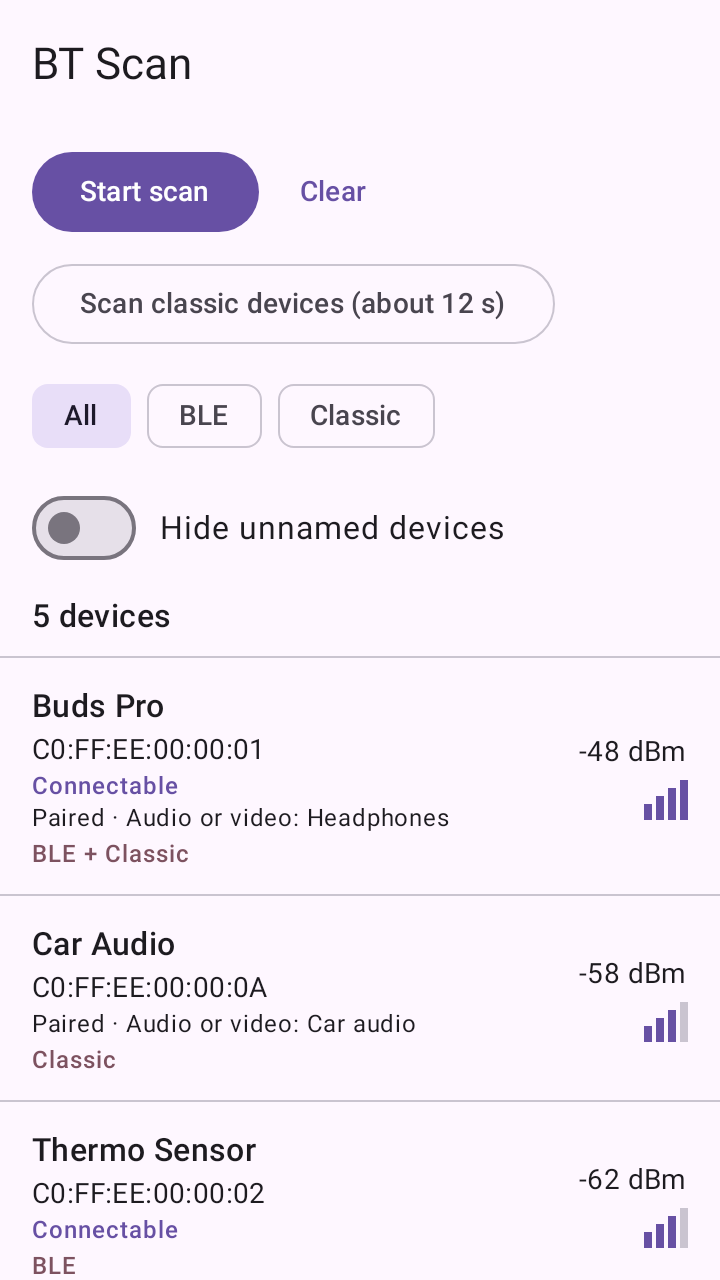 BT Scan
Start scan
Clear
Scan classic devices (about 12 s)
All
BLE
Classic
Hide unnamed devices
5 devices
Buds Pro
C0:FF:EE:00:00:01
Connectable
Paired · Audio or video: Headphones
BLE + Classic
-48 dBm
Car Audio
C0:FF:EE:00:00:0A
Paired · Audio or video: Car audio
Classic
-58 dBm
Thermo Sensor
C0:FF:EE:00:00:02
Connectable
BLE
-62 dBm